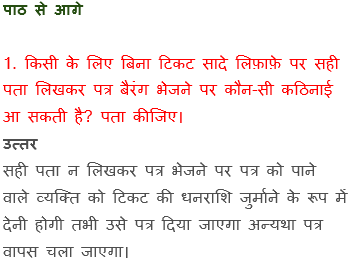 पाठ से आगे
1. किसी के लिए बिना टिकट सादे लिफ़ाफ़े पर सही
पता लिखकर पत्र बैरंग भेजने पर कौन-सी कठिनाई
आ सकती है? पता कीजिए।
उत्तर
सही पता न लिखकर पत्र भेजने पर पत्र को पाने
वाले व्यक्ति को टिकट की धनराशि जुर्माने के रूप में
देनी होगी तभी उसे पत्र दिया जाएगा अन्यथा पत्र
वापस चला जाएगा।